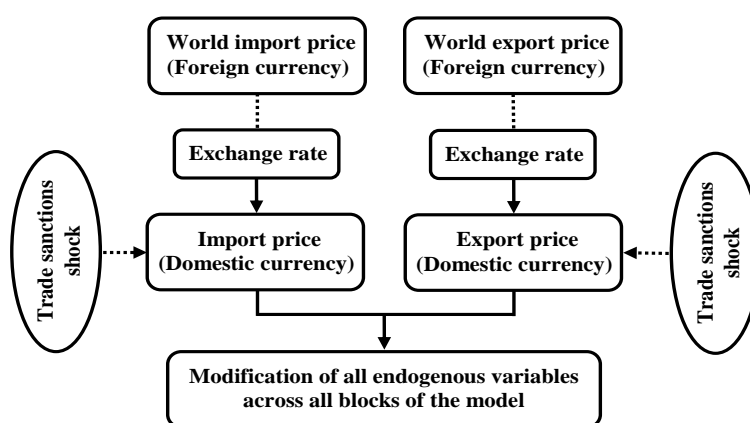 World import price
(Foreign currency)
World export price
(Foreign currency)
Exchange rate
Exchange rate
Trade sanctions
shock
Import price
(Domestic currency)
Export price
(Domestic currency)
Trade sanctions
shock
Modification of all endogenous variables
across all blocks of the model